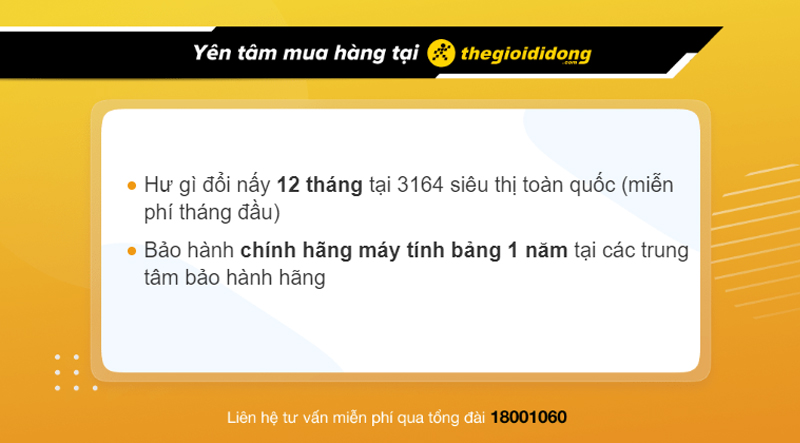 Yên tâm mua hàng tại thegioididong
.com
Hư gì đổi nấy 12 tháng tại 3164 siêu thị toàn quốc (miễn
phí tháng đầu)
Bảo hành chính hãng máy tính bảng 1 năm tại các trung
tâm bảo hành hãng
Liên hệ tư vấn miễn phí qua tổng đài 18001060